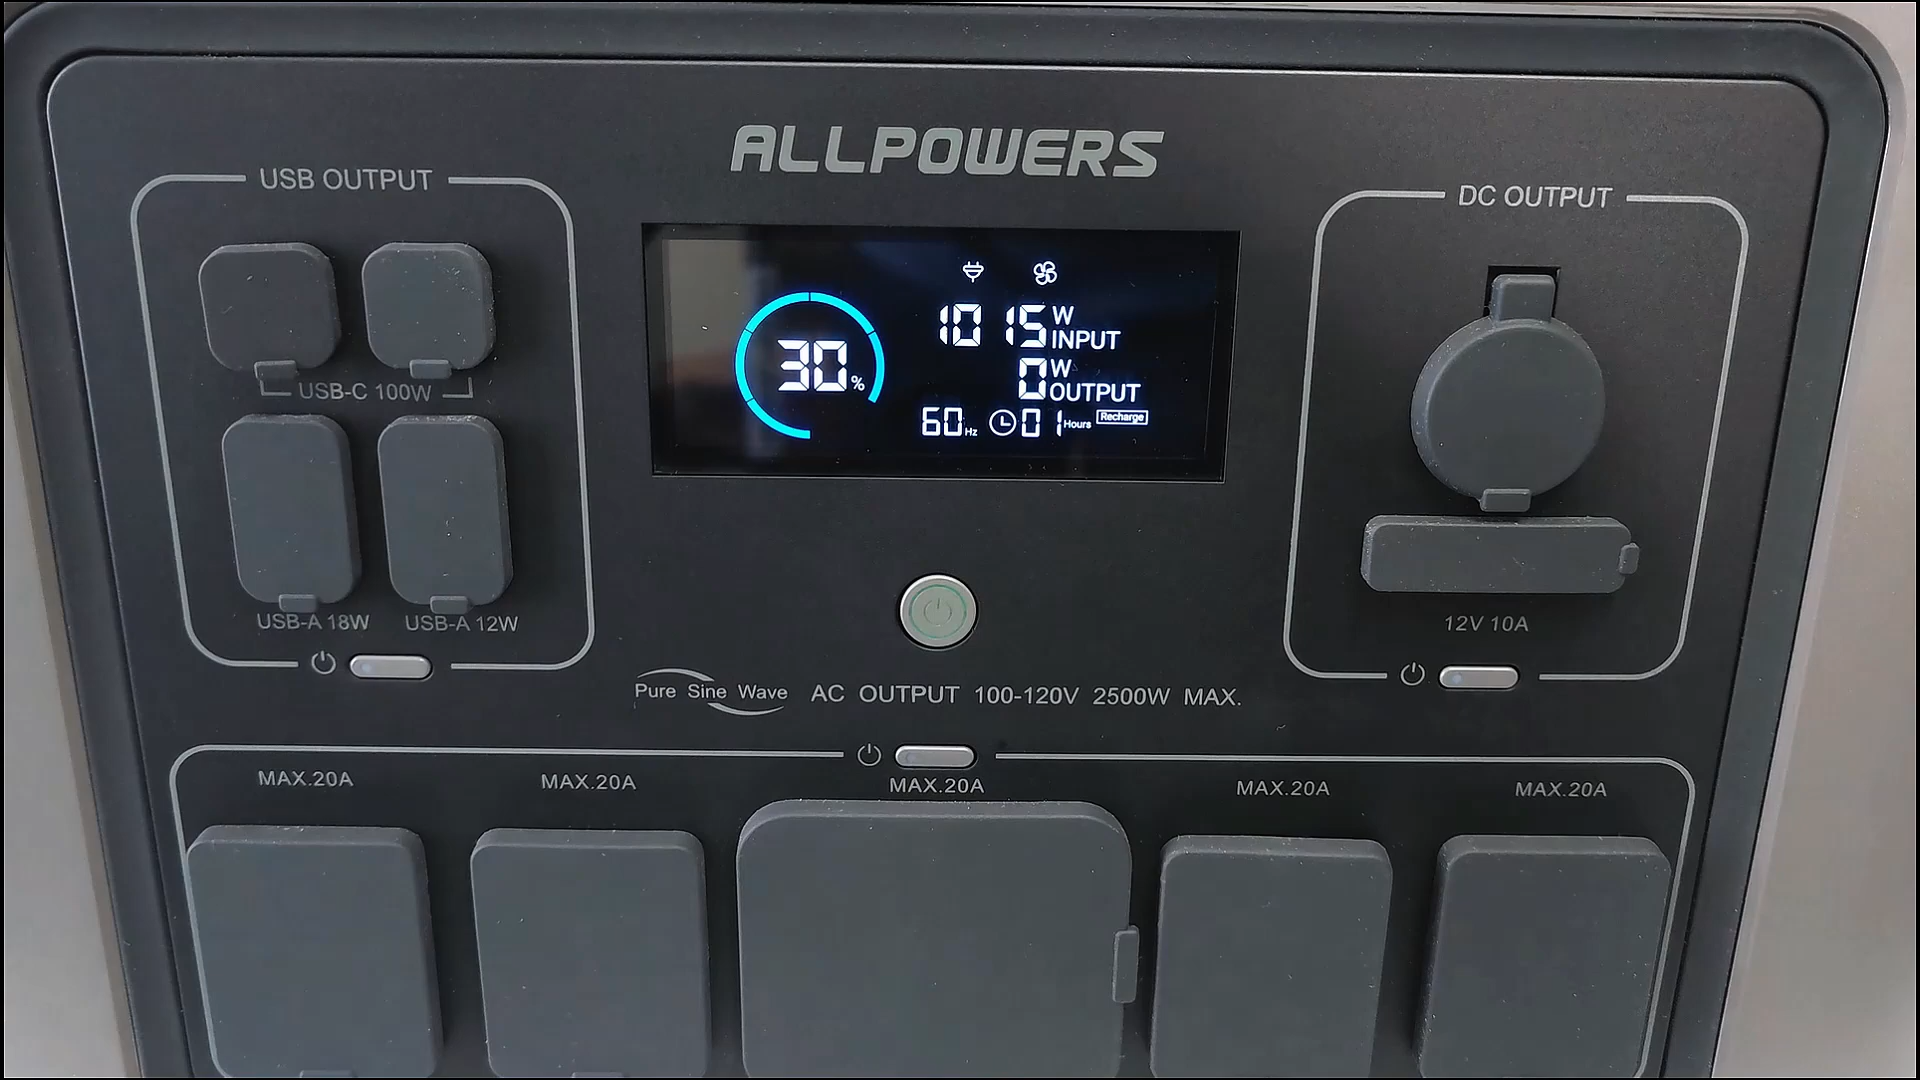 ALLPOWERS
USB OUTPUT
USB-C 100W
USB-A 18W
USB-A 12W
30%
1015 W
INPUT
0 W
OUTPUT
60 Hz 01 Hours Recharge
DC OUTPUT
12V 10A
Pure Sine Wave AC OUTPUT 100-120V 2500W MAX.
MAX.20A
MAX.20A
MAX.20A
MAX.20A
MAX.20A